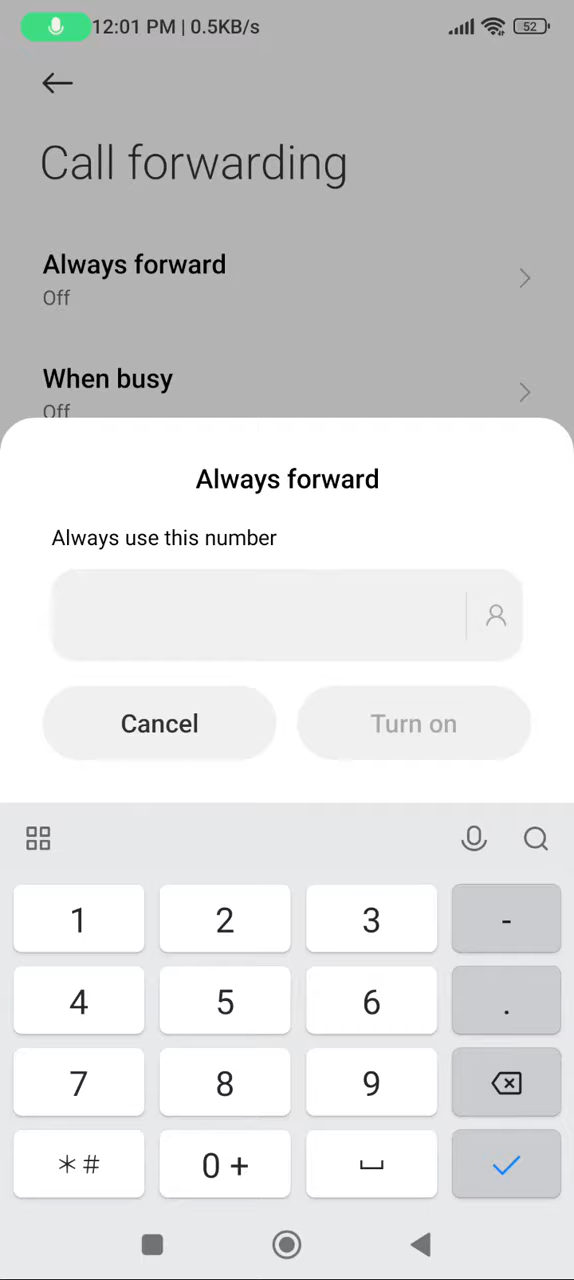 12:01 PM | 0.5KB/s 52
Call forwarding
Always forward
Off
When busy
Off
Always forward
Always use this number
Cancel Turn on
1 2 3 -
4 5 6 .
7 8 9
*# 0 +